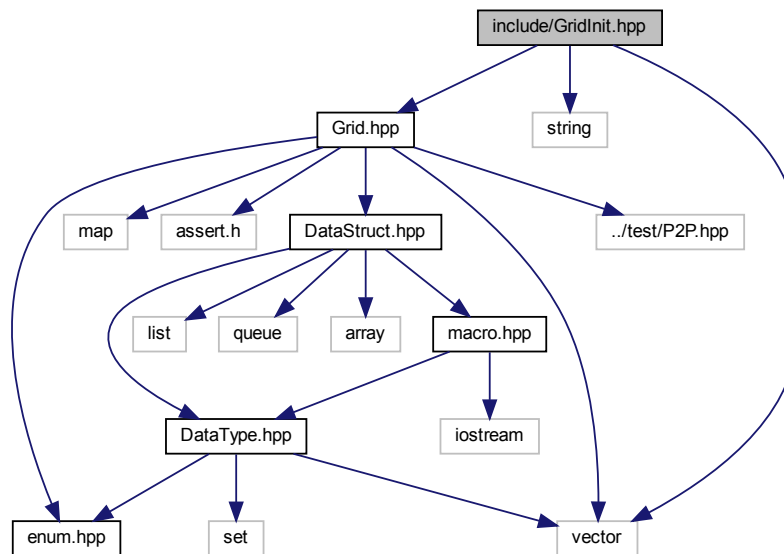 include/GridInit.hpp
Grid.hpp
string
map
assert.h
DataStruct.hpp
../test/P2P.hpp
list
queue
array
macro.hpp
DataType.hpp
iostream
enum.hpp
set
vector